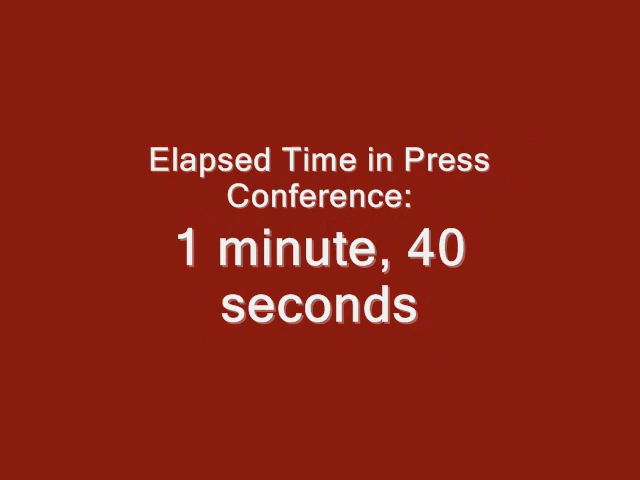 Elapsed Time in Press
Conference:
1 minute, 40
seconds